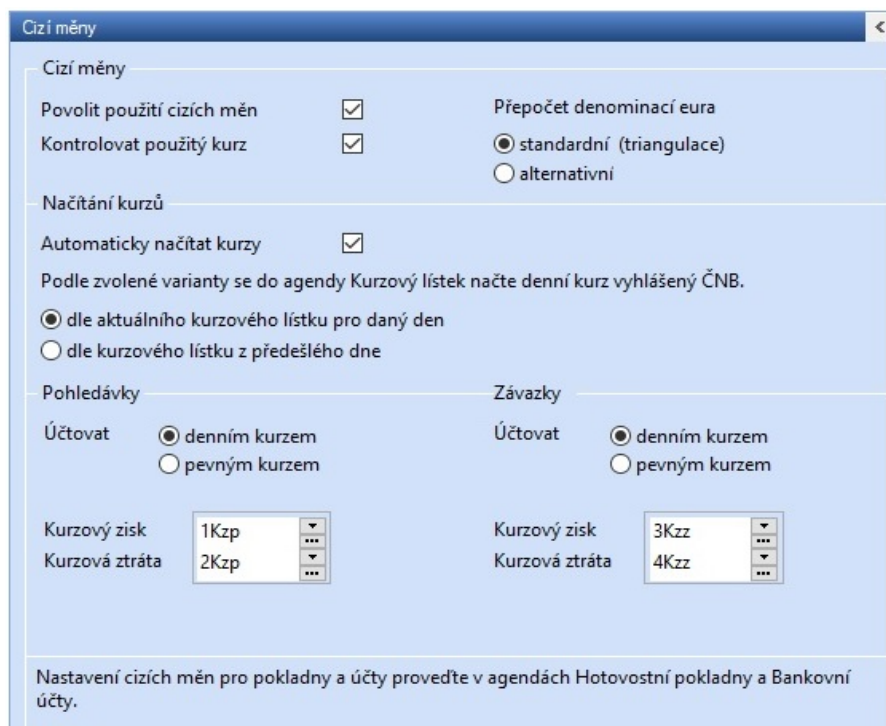 Cizí měny
Cizí měny
Povolit použití cizích měn
Přepočet denominací eura
Kontrolovat použitý kurz
standardní (triangulace)
alternativní
Načítání kurzů
Automaticky načítat kurzy
Podle zvolené varianty se do agendy Kurzový lístek načte denní kurz vyhlášený ČNB.
dle aktuálního kurzového lístku pro daný den
dle kurzového lístku z předešlého dne
Pohledávky
Závazky
Účtovat
denním kurzem
Účtovat
denním kurzem
pevným kurzem
pevným kurzem
Kurzový zisk
1Kzp
Kurzový zisk
3Kzz
Kurzová ztráta
2Kzp
Kurzová ztráta
4Kzz
Nastavení cizích měn pro pokladny a účty proveďte v agendách Hotovostní pokladny a Bankovní
účty.